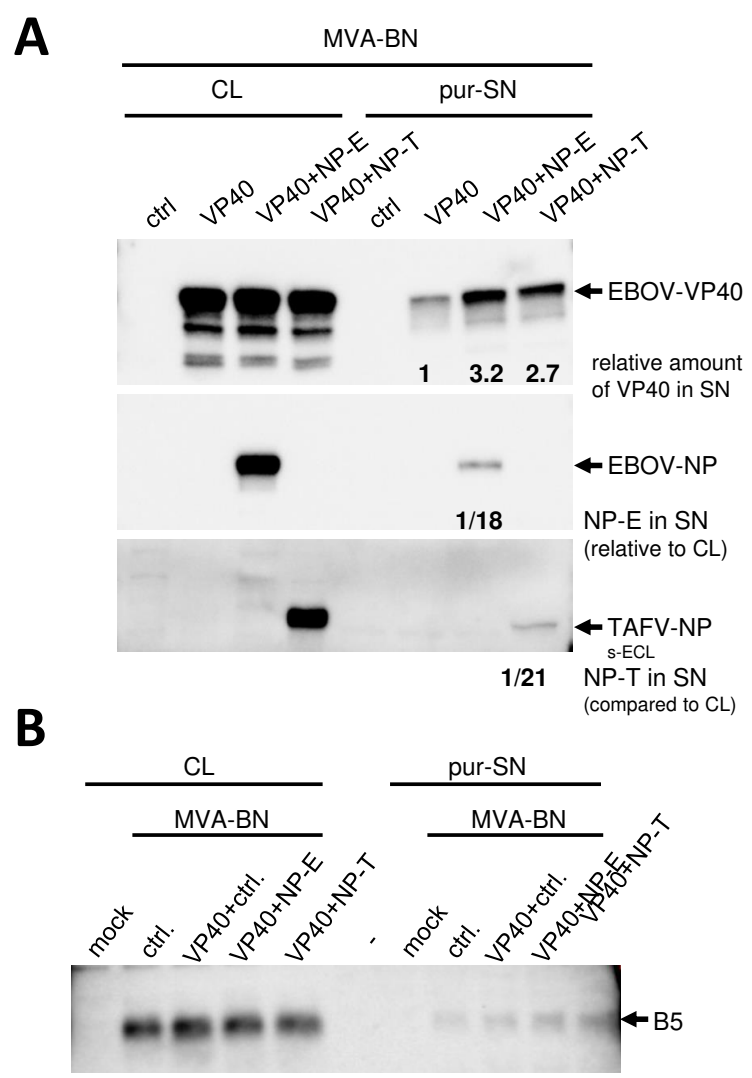 A
MVA-BN
CL
pur-SN
ctrl
VP40
VP40+NP-E
VP40+NP-T
ctrl
VP40
VP40+NP-E
VP40+NP-T
EBOV-VP40
1
3.2
2.7
relative amount
of VP40 in SN
EBOV-NP
1/18
NP-E in SN
(relative to CL)
TAFV-NP
s-ECL
1/21
NP-T in SN
(compared to CL)
B
CL
pur-SN
MVA-BN
MVA-BN
mock
ctrl.
VP40+ctrl.
VP40+NP-E
VP40+NP-T
-
mock
ctrl.
VP40+ctrl.
VP40+NP-E
VP40+NP-T
B5